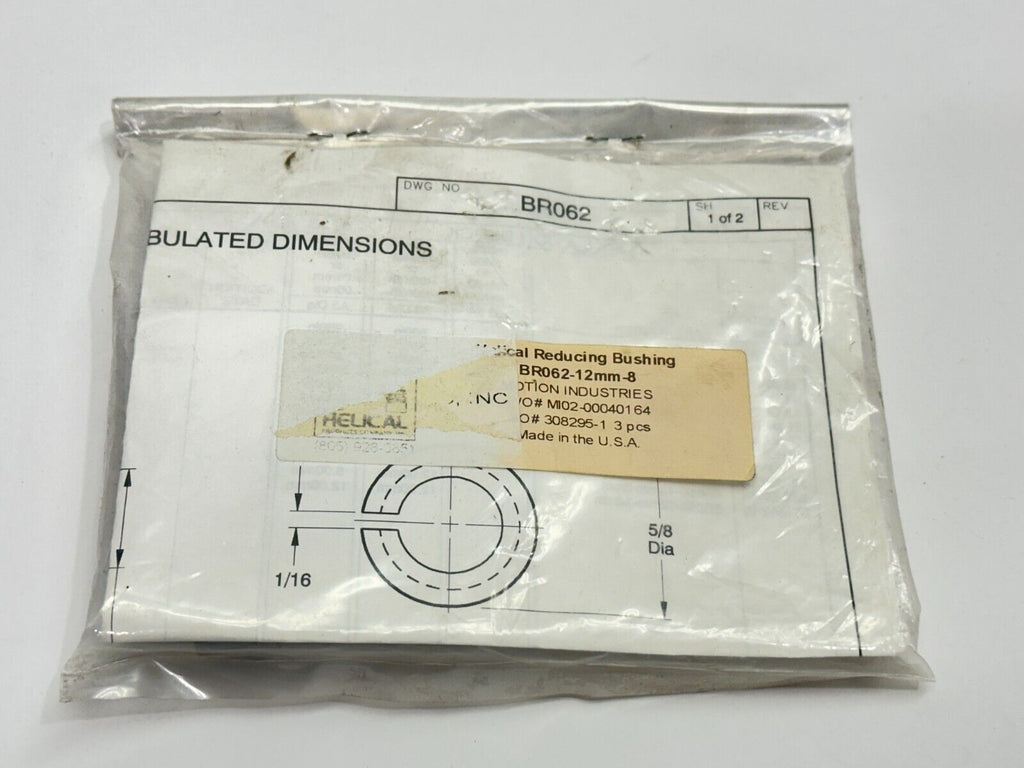 DWG NO
BR062
SH
1 of 2
REV
BULATED DIMENSIONS
ical Reducing Bushing
BR062-12mm-8
OTION INDUSTRIES
O# MI02-00040164
O# 308295-1 3 pcs
Made in the U.S.A.
, INC
HELICAL
1/16
5/8
Dia